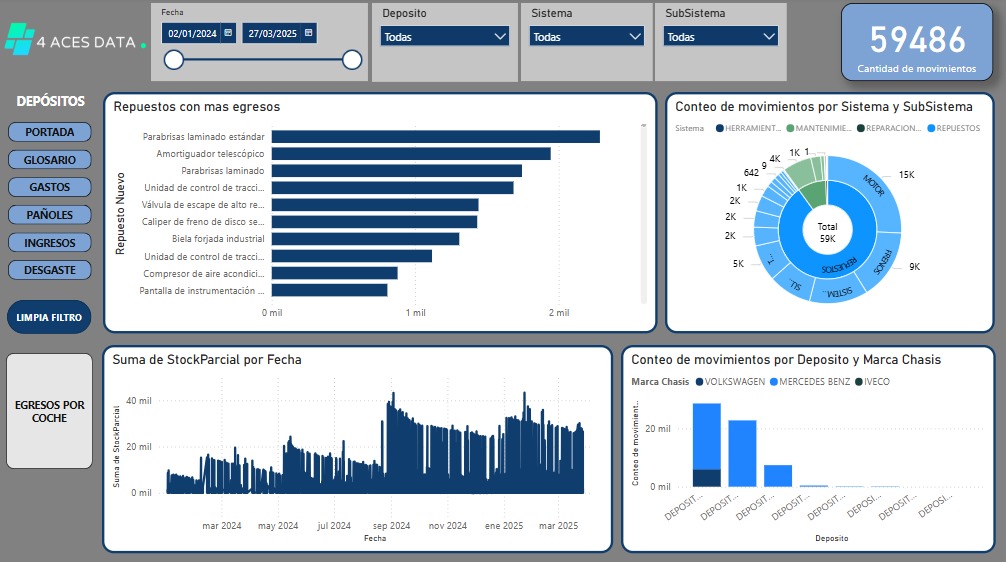 4 ACES DATA.
Fecha
02/01/2024
27/03/2025
Deposito
Todas
Sistema
Todas
SubSistema
Todas
59486
Cantidad de movimientos
DEPÓSITOS
PORTADA
GLOSARIO
GASTOS
PAÑOLES
INGRESOS
DESGASTE
LIMPIA FILTRO
EGRESOS POR
COCHE
Repuestos con mas egresos
Repuesto Nuevo
Parabrisas laminado estándar
Amortiguador telescópico
Parabrisas laminado
Unidad de control de tracci...
Válvula de escape de alto re...
Caliper de freno de disco se...
Biela forjada industrial
Unidad de control de tracci...
Compresor de aire acondici...
Pantalla de instrumentación ...
0 mil
1 mil
2 mil
Conteo de movimientos por Sistema y SubSistema
Sistema
HERRAMIENT...
MANTENIMIE...
REPARACION...
REPUESTOS
15K
9K
5K
2K
2K
2K
1K
642
9
4K
1K
1
MOTOR
FRENOS
SISTEM...
SU...
T...
REPUESTOS
Total
59K
Suma de StockParcial por Fecha
Suma de StockParcial
40 mil
20 mil
0 mil
mar 2024
may 2024
jul 2024
sep 2024
nov 2024
ene 2025
mar 2025
Fecha
Conteo de movimientos por Deposito y Marca Chasis
Marca Chasis
VOLKSWAGEN
MERCEDES BENZ
IVECO
Conteo de movimient...
20 mil
0 mil
DEPOSIT...
DEPOSIT...
DEPOSIT...
DEPOSIT...
DEPOSIT...
DEPOSI...
DEPOSIT...
DEPOSI...
Deposito